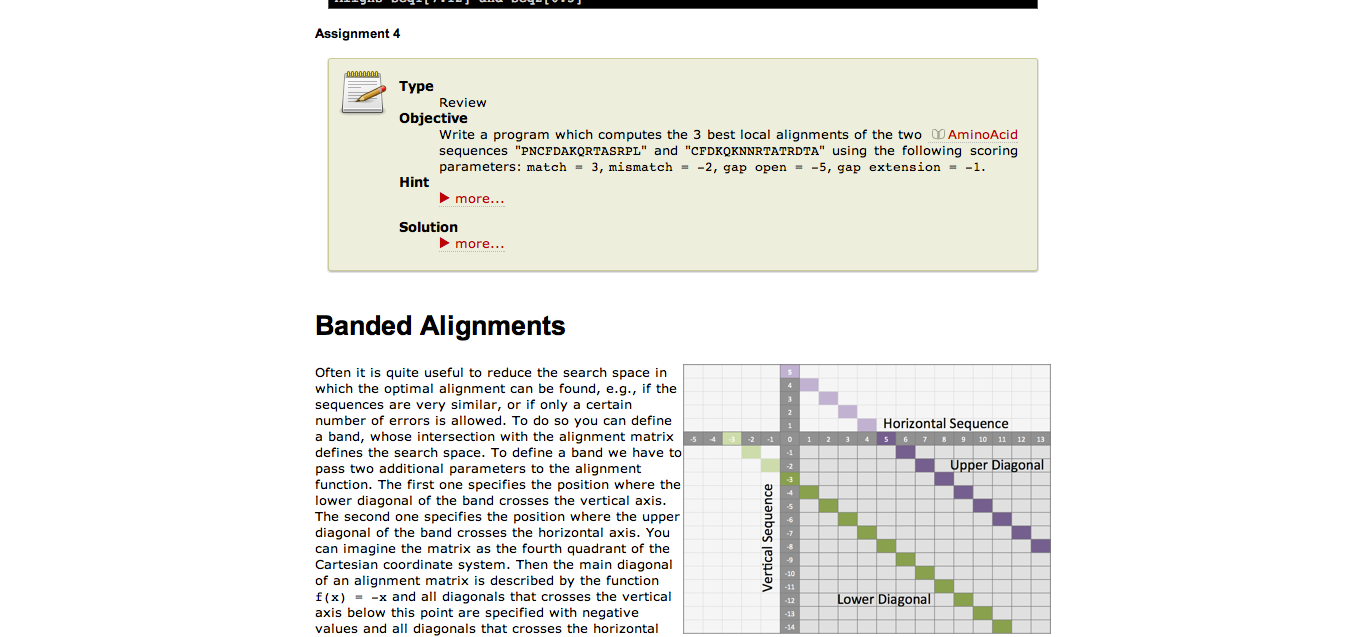 Aligns Seq1[7:12] and Seq2[0:5]
Assignment 4
Type
Review
Objective
Write a program which computes the 3 best local alignments of the two AminoAcid
sequences "PNCFDAKQRTASRPL" and "CFDKQKNNRTATRDTA" using the following scoring
parameters: match = 3, mismatch = -2, gap open = -5, gap extension = -1.
Hint
more...
Solution
more...
Banded Alignments
Often it is quite useful to reduce the search space in
which the optimal alignment can be found, e.g., if the
sequences are very similar, or if only a certain
number of errors is allowed. To do so you can define
a band, whose intersection with the alignment matrix
defines the search space. To define a band we have to
pass two additional parameters to the alignment
function. The first one specifies the position where the
lower diagonal of the band crosses the vertical axis.
The second one specifies the position where the upper
diagonal of the band crosses the horizontal axis. You
can imagine the matrix as the fourth quadrant of the
Cartesian coordinate system. Then the main diagonal
of an alignment matrix is described by the function
f(x) = -x and all diagonals that crosses the vertical
axis below this point are specified with negative
values and all diagonals that crosses the horizontal
5
4
3
2
1
Horizontal Sequence
-5 -4 -3 -2 -1 0 1 2 3 4 5 6 7 8 9 10 11 12 13
-1
-2
Upper Diagonal
-3
-4
-5
-6
-7
-8
-9
-10
-11
-12
-13
-14
Vertical Sequence
Lower Diagonal